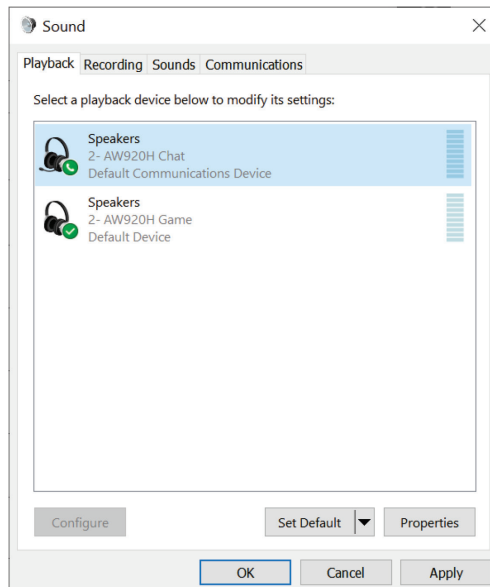 Sound
Playback Recording Sounds Communications
Select a playback device below to modify its settings:
Speakers
2- AW920H Chat
Default Communications Device
Speakers
2- AW920H Game
Default Device
Configure Set Default Properties
OK Cancel Apply